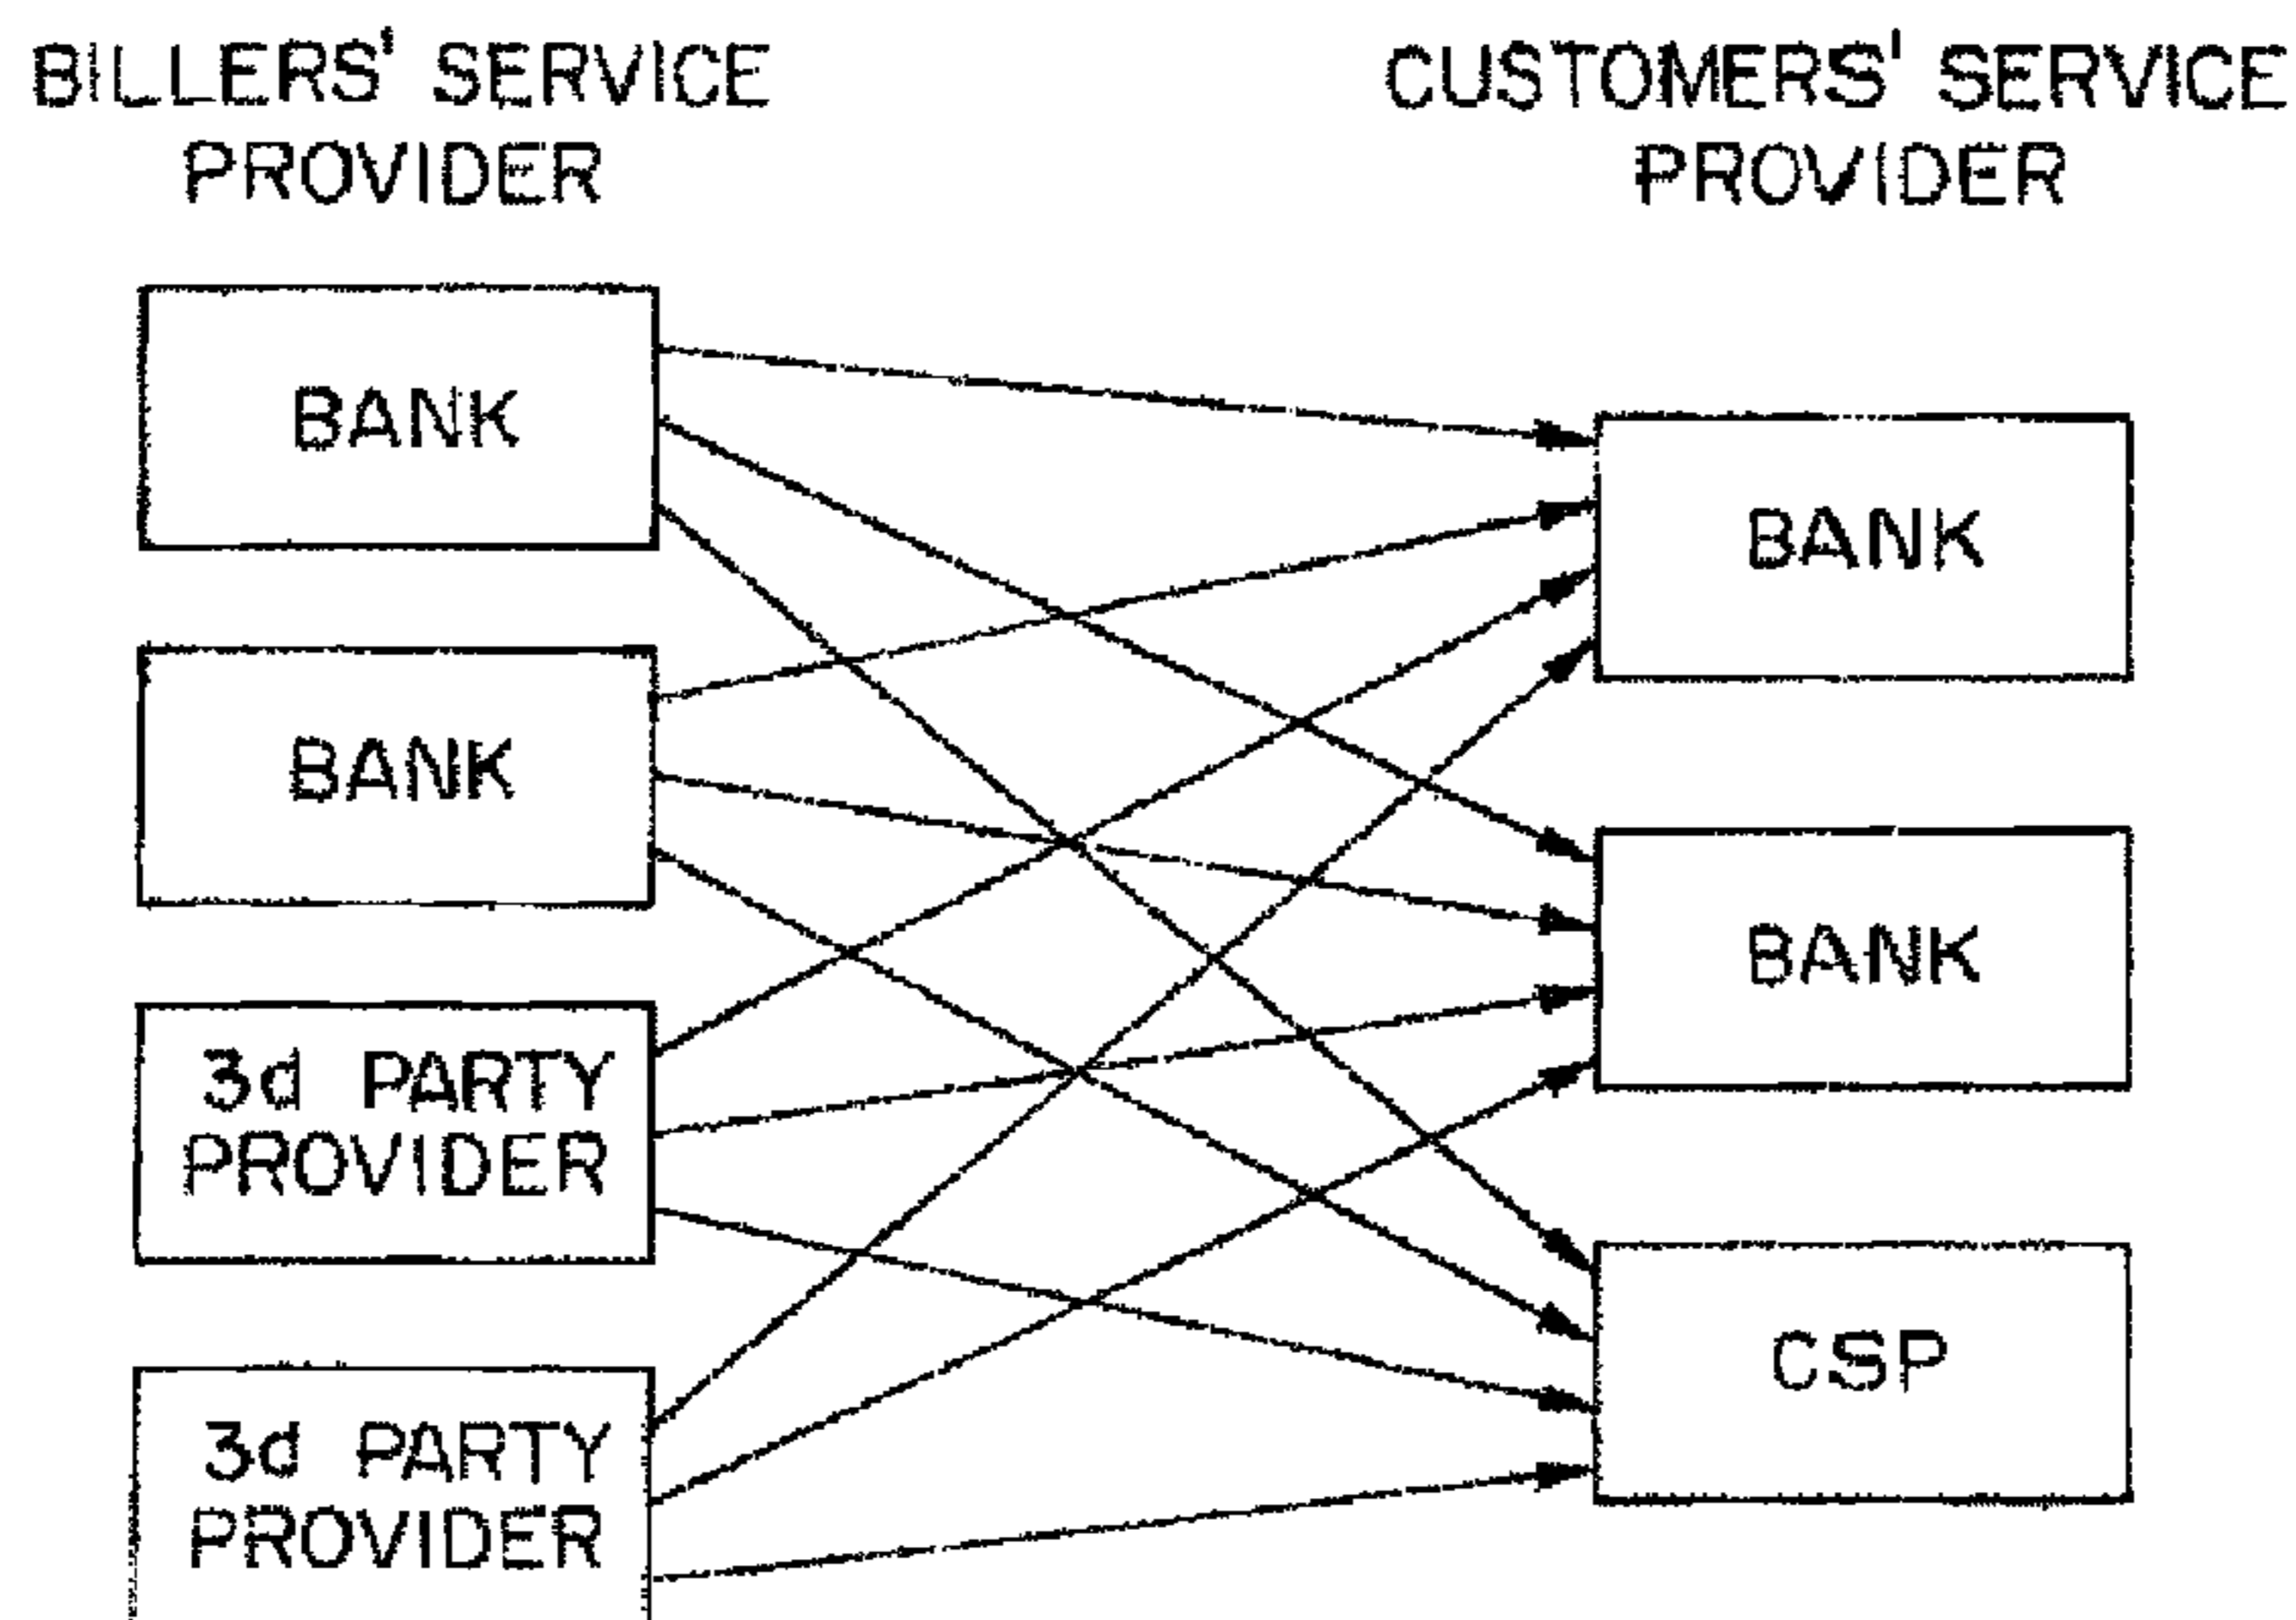 BILLERS' SERVICE
PROVIDER
CUSTOMERS' SERVICE
PROVIDER
BANK
BANK
3d PARTY
PROVIDER
3d PARTY
PROVIDER
BANK
BANK
CSP